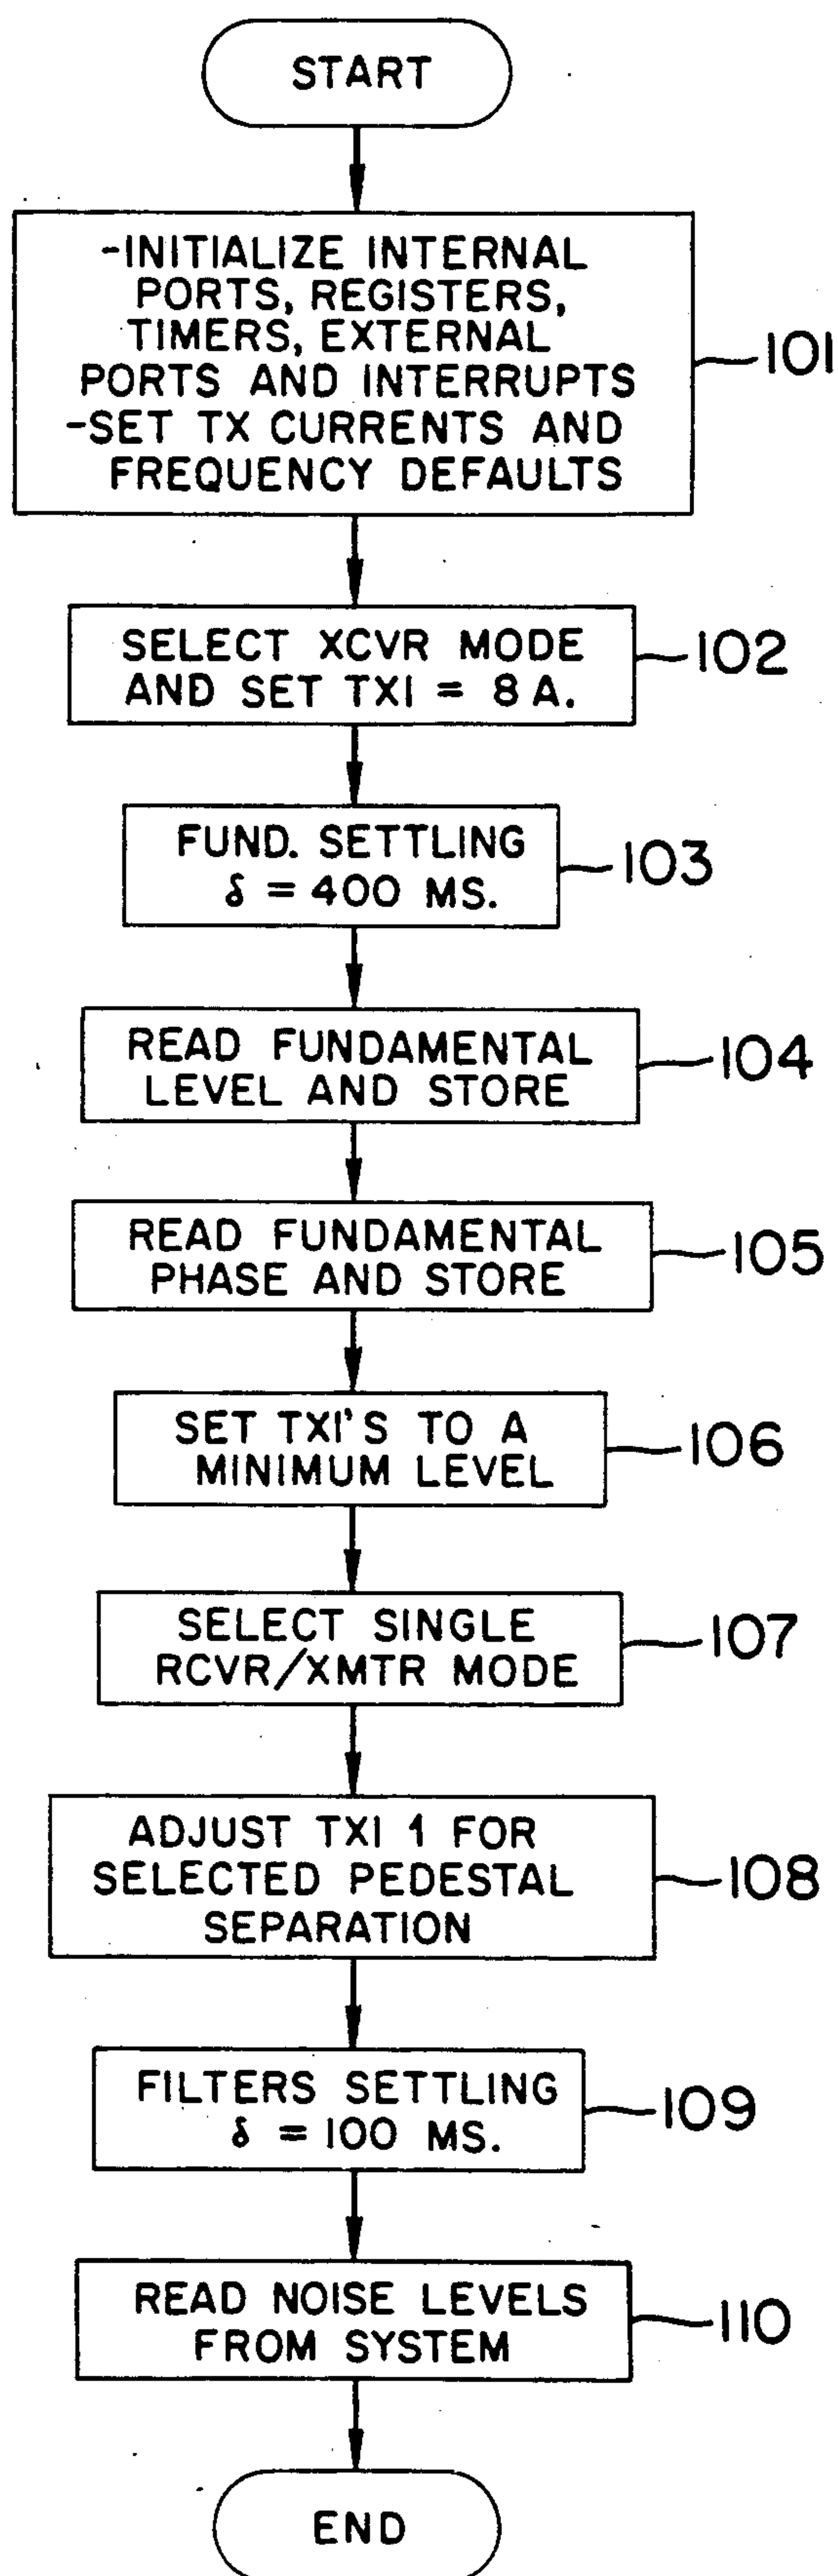 START
-INITIALIZE INTERNAL
PORTS, REGISTERS,
TIMERS, EXTERNAL
PORTS AND INTERRUPTS
-SET TX CURRENTS AND
FREQUENCY DEFAULTS
101
SELECT XCVR MODE
AND SET TXI = 8 A.
102
FUND. SETTLING
δ = 400 MS.
103
READ FUNDAMENTAL
LEVEL AND STORE
104
READ FUNDAMENTAL
PHASE AND STORE
105
SET TXI'S TO A
MINIMUM LEVEL
106
SELECT SINGLE
RCVR/XMTR MODE
107
ADJUST TXI 1 FOR
SELECTED PEDESTAL
SEPARATION
108
FILTERS SETTLING
δ = 100 MS.
109
READ NOISE LEVELS
FROM SYSTEM
110
END